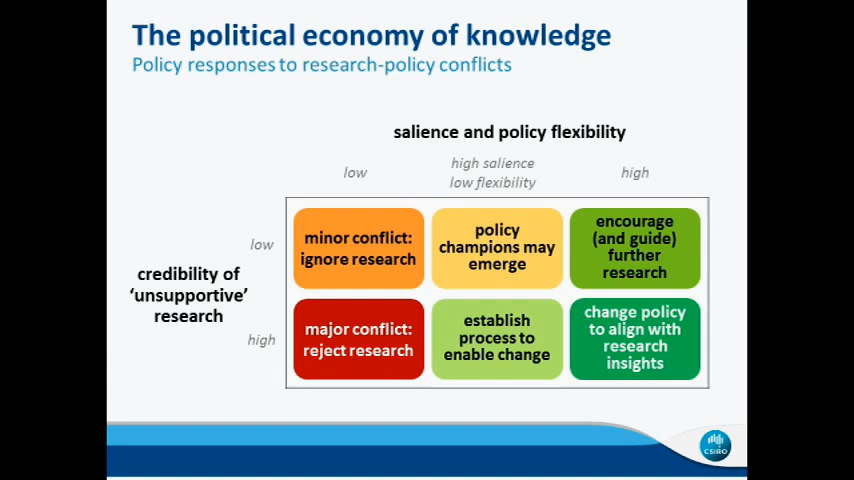 The political economy of knowledge
Policy responses to research-policy conflicts
salience and policy flexibility
low
high salience
low flexibility
high
low
minor conflict:
ignore research
policy
champions may
emerge
encourage
(and guide)
further
research
credibility of
‘unsupportive’
research
high
major conflict:
reject research
establish
process to
enable change
change policy
to align with
research
insights
CSIRO